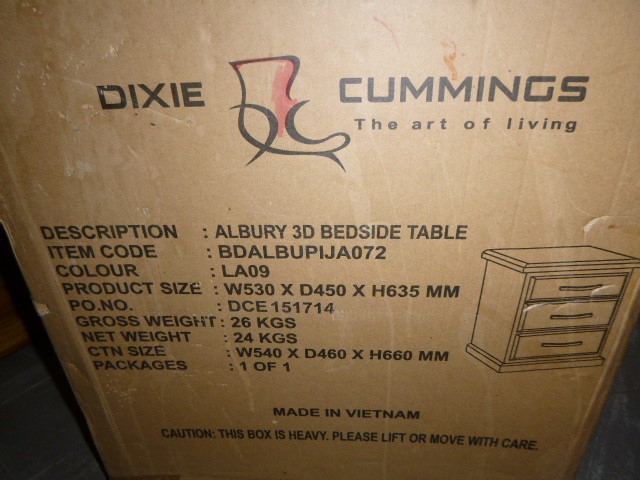 DIXIE CUMMINGS
The art of living
DESCRIPTION : ALBURY 3D BEDSIDE TABLE
ITEM CODE : BDALBUPIJA072
COLOUR : LA09
PRODUCT SIZE : W530 X D450 X H635 MM
PO.NO. : DCE 151714
GROSS WEIGHT : 26 KGS
NET WEIGHT : 24 KGS
CTN SIZE : W540 X D460 X H660 MM
PACKAGES : 1 OF 1
MADE IN VIETNAM
CAUTION: THIS BOX IS HEAVY. PLEASE LIFT OR MOVE WITH CARE.